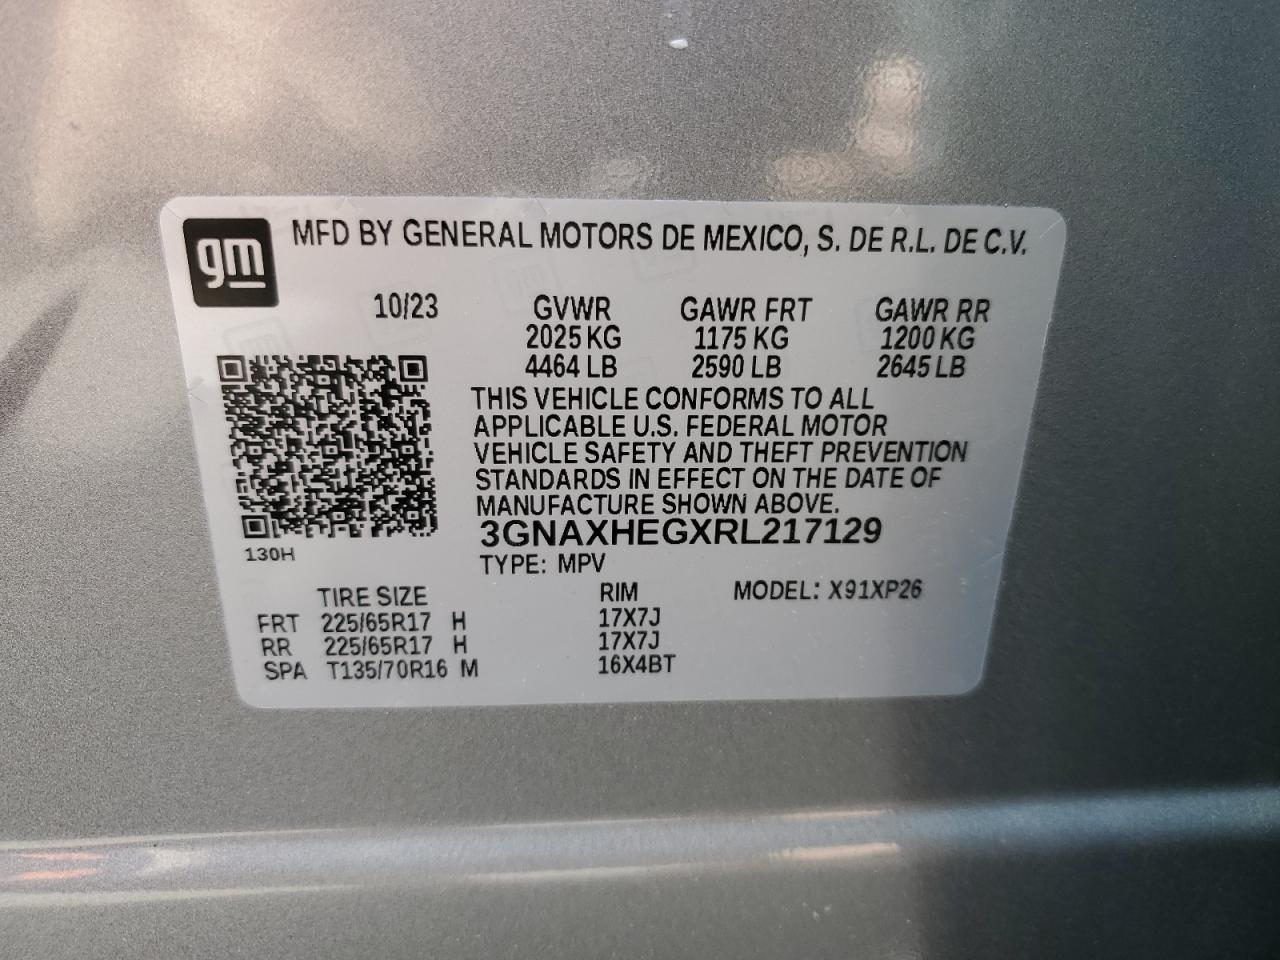 gm MFD BY GENERAL MOTORS DE MEXICO, S. DE R.L. DE C.V.
10/23 GVWR GAWR FRT GAWR RR
2025 KG 1175 KG 1200 KG
4464 LB 2590 LB 2645 LB
THIS VEHICLE CONFORMS TO ALL
APPLICABLE U.S. FEDERAL MOTOR
VEHICLE SAFETY AND THEFT PREVENTION
STANDARDS IN EFFECT ON THE DATE OF
MANUFACTURE SHOWN ABOVE.
3GNAXHEGXRL217129
130H
TYPE: MPV
TIRE SIZE RIM MODEL: X91XP26
FRT 225/65R17 H 17X7J
RR 225/65R17 H 17X7J
SPA T135/70R16 M 16X4BT